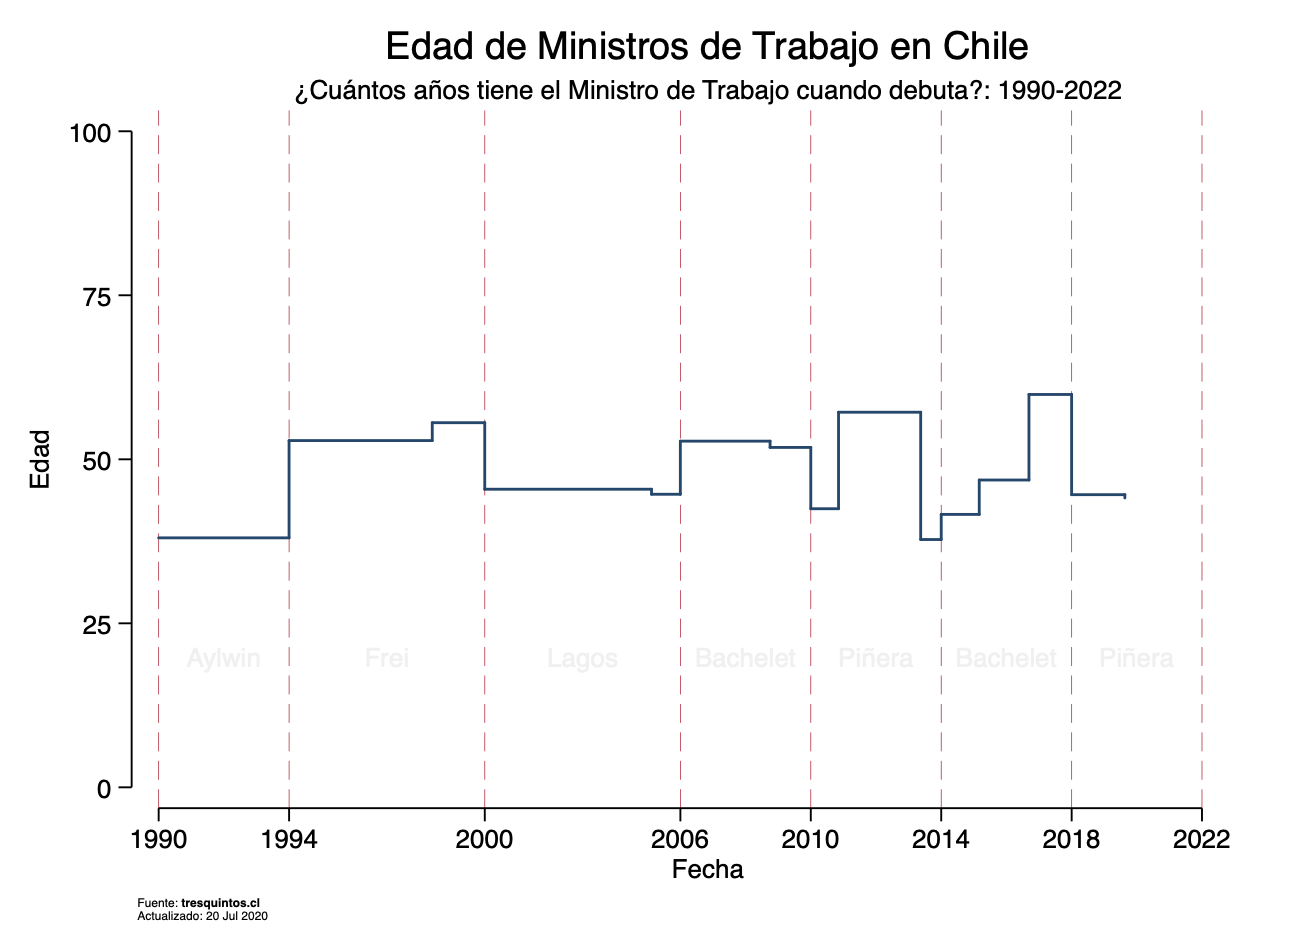 Edad de Ministros de Trabajo en Chile
¿Cuántos años tiene el Ministro de Trabajo cuando debuta?: 1990-2022
100
75
50
25
0
Edad
Aylwin Frei Lagos Bachelet Piñera Bachelet Piñera
1990 1994 2000 2006 2010 2014 2018 2022
Fecha
Fuente: tresquintos.cl
Actualizado: 20 Jul 2020